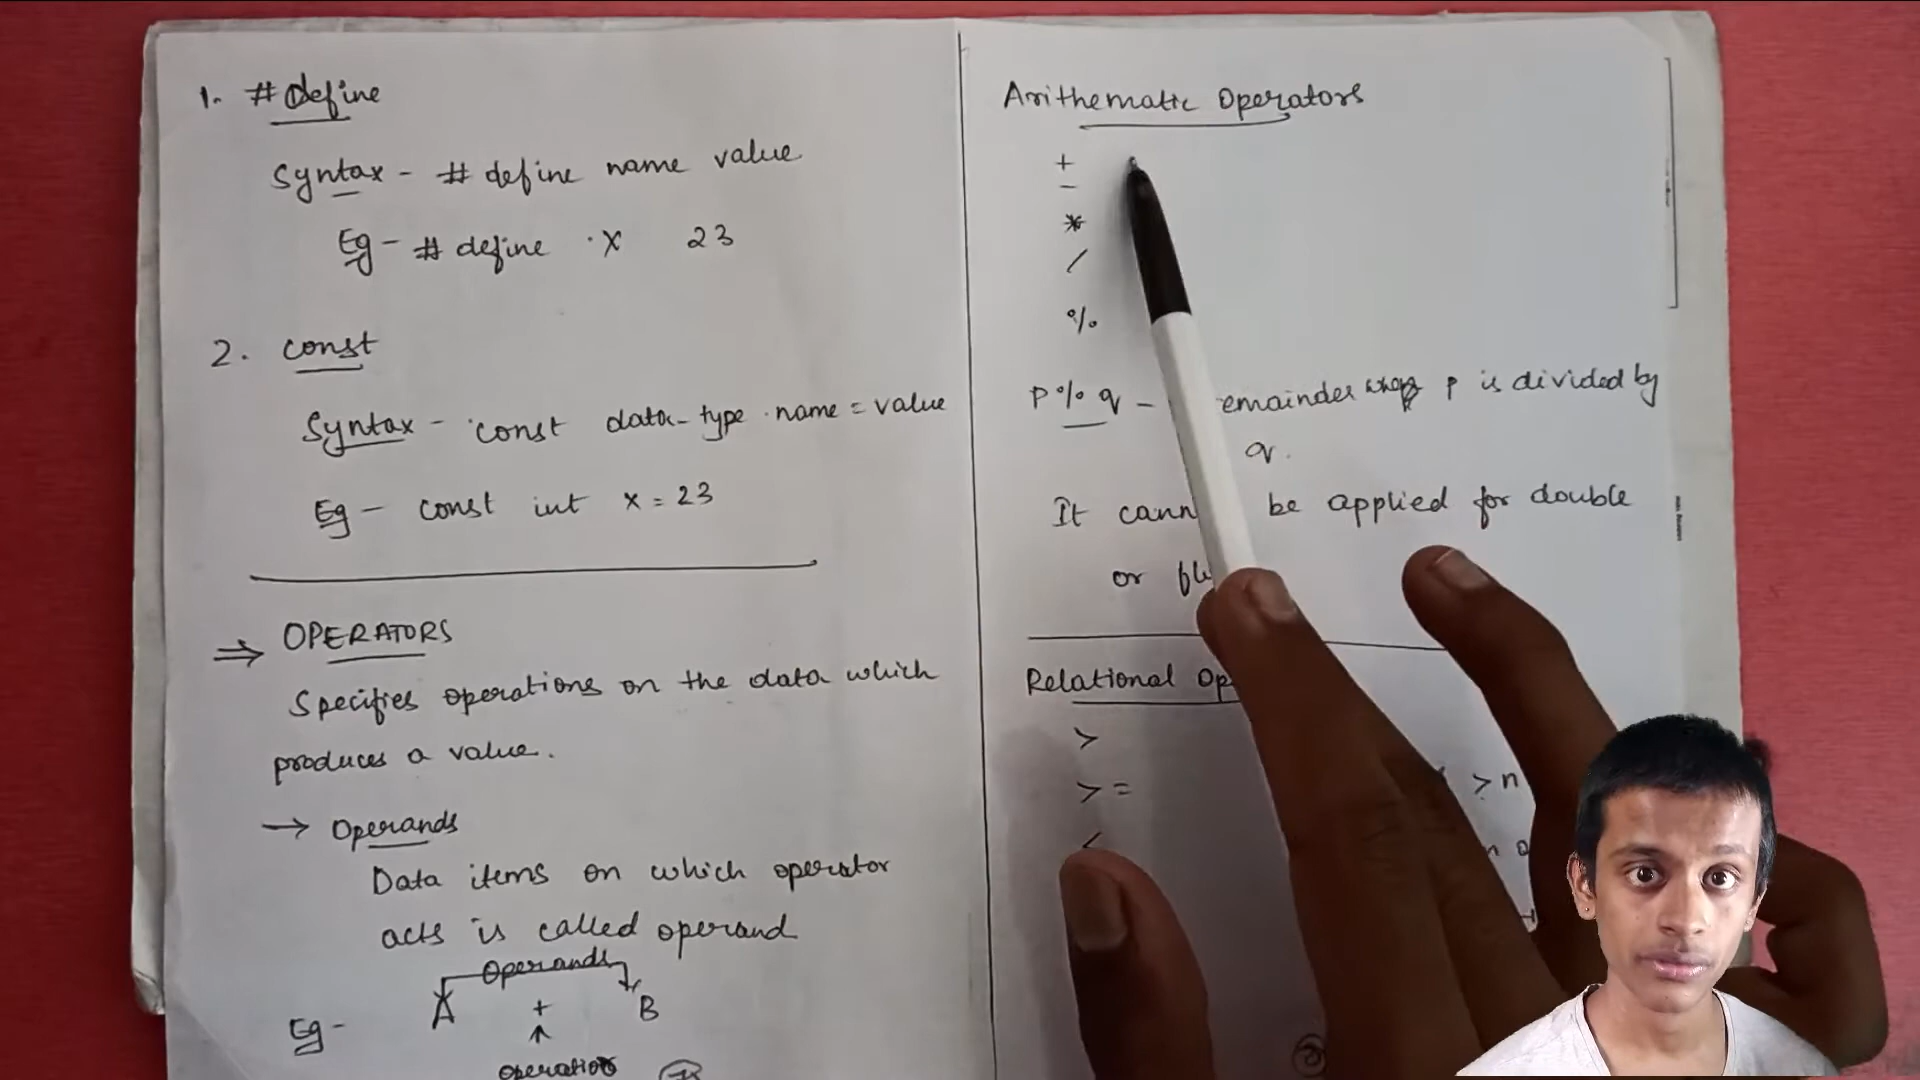 1. # Define
Syntax - # define name value
Eg - # define X 23
2. const
Syntax - const data-type name = value
Eg - const int x = 23
⇒ OPERATORS
Specifies operations on the data which
produces a value.
→ Operands
Data items on which operator
acts is called operand
Operands
Eg - A + B
↑
Arithematic Operators
+
-
*
/
%
P % q - emainder p is divided by
q.
It be applied for double
or
Relational Op
>
>=
<
> n